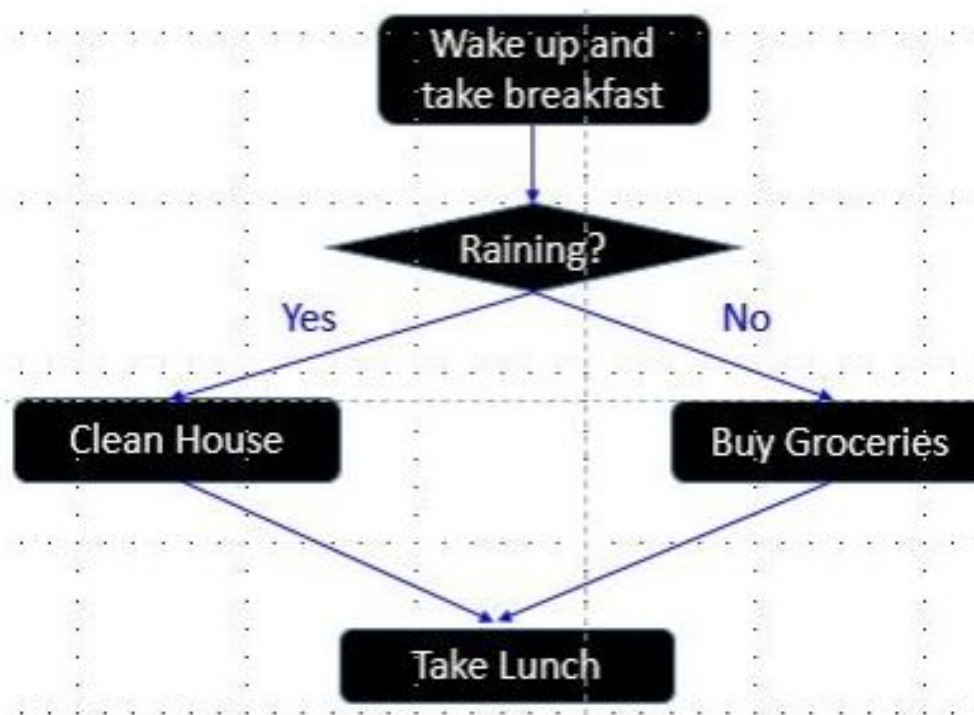 Wake up and
take breakfast
Raining?
Yes
No
Clean House
Buy Groceries
Take Lunch